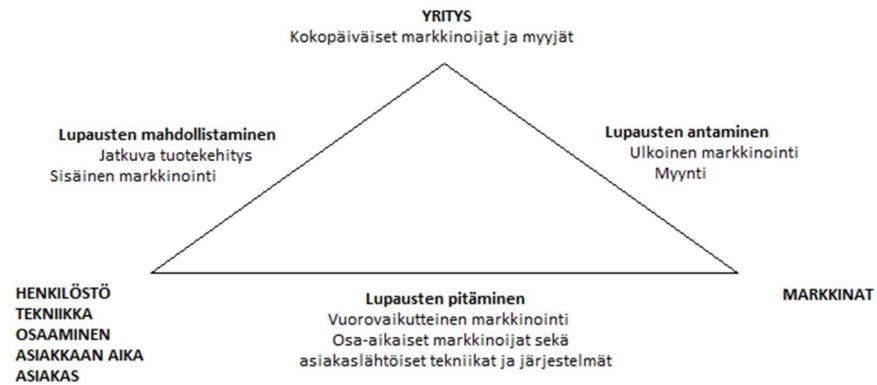 YRITYS
Kokopäiväiset markkinoijat ja myyjät
Lupausten mahdollistaminen
Jatkuva tuotekehitys
Sisäinen markkinointi
Lupausten antaminen
Ulkoinen markkinointi
Myynti
HENKILÖSTÖ
TEKNIIKKA
OSAAMINEN
ASIAKKAAN AIKA
ASIAKAS
Lupausten pitäminen
Vuorovaikutteinen markkinointi
Osa-aikaiset markkinoijat sekä
asiakaslähtöiset tekniikat ja järjestelmät
MARKKINAT